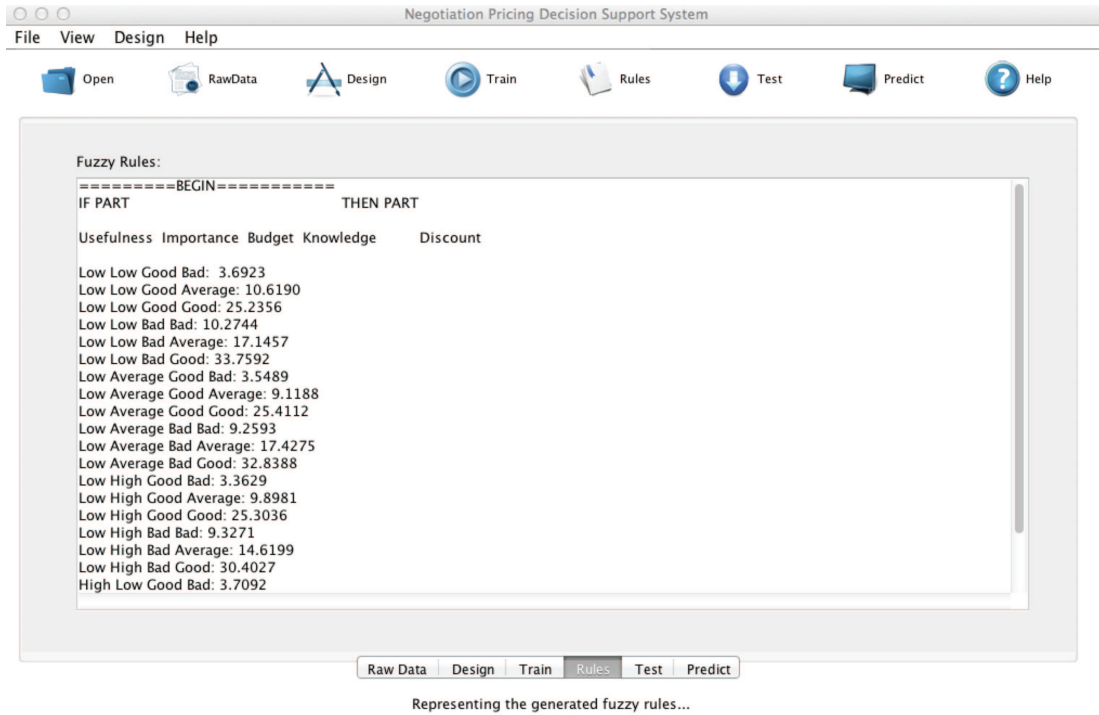 Negotiation Pricing Decision Support System
File View Design Help
Open RawData Design Train Rules Test Predict Help
Fuzzy Rules:
=========BEGIN===========
IF PART THEN PART
Usefulness Importance Budget Knowledge Discount
Low Low Good Bad: 3.6923
Low Low Good Average: 10.6190
Low Low Good Good: 25.2356
Low Low Bad Bad: 10.2744
Low Low Bad Average: 17.1457
Low Low Bad Good: 33.7592
Low Average Good Bad: 3.5489
Low Average Good Average: 9.1188
Low Average Good Good: 25.4112
Low Average Bad Bad: 9.2593
Low Average Bad Average: 17.4275
Low Average Bad Good: 32.8388
Low High Good Bad: 3.3629
Low High Good Average: 9.8981
Low High Good Good: 25.3036
Low High Bad Bad: 9.3271
Low High Bad Average: 14.6199
Low High Bad Good: 30.4027
High Low Good Bad: 3.7092
Raw Data Design Train Rules Test Predict
Representing the generated fuzzy rules...